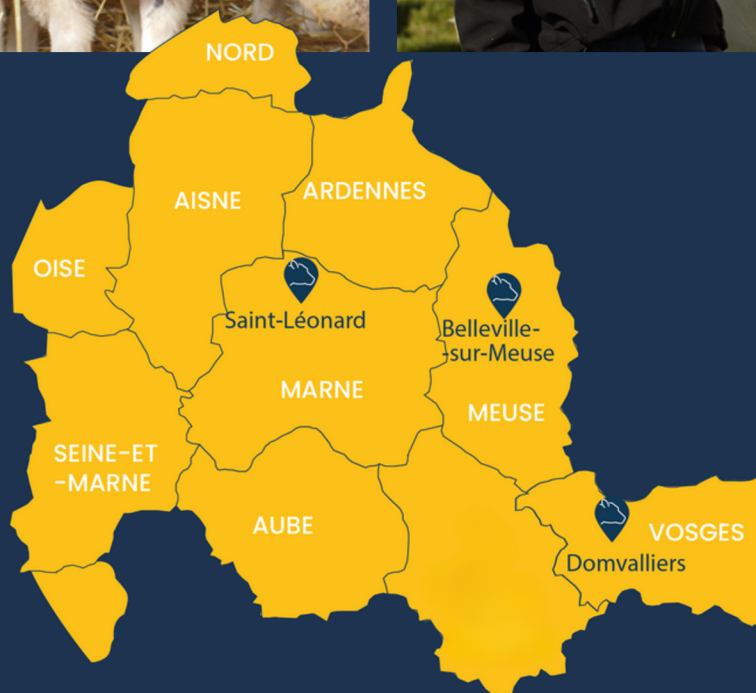 NORD
AISNE
ARDENNES
OISE
Saint-Léonard
Belleville-
-sur-Meuse
MARNE
MEUSE
SEINE-ET
-MARNE
AUBE
VOSGES
Domvalliers